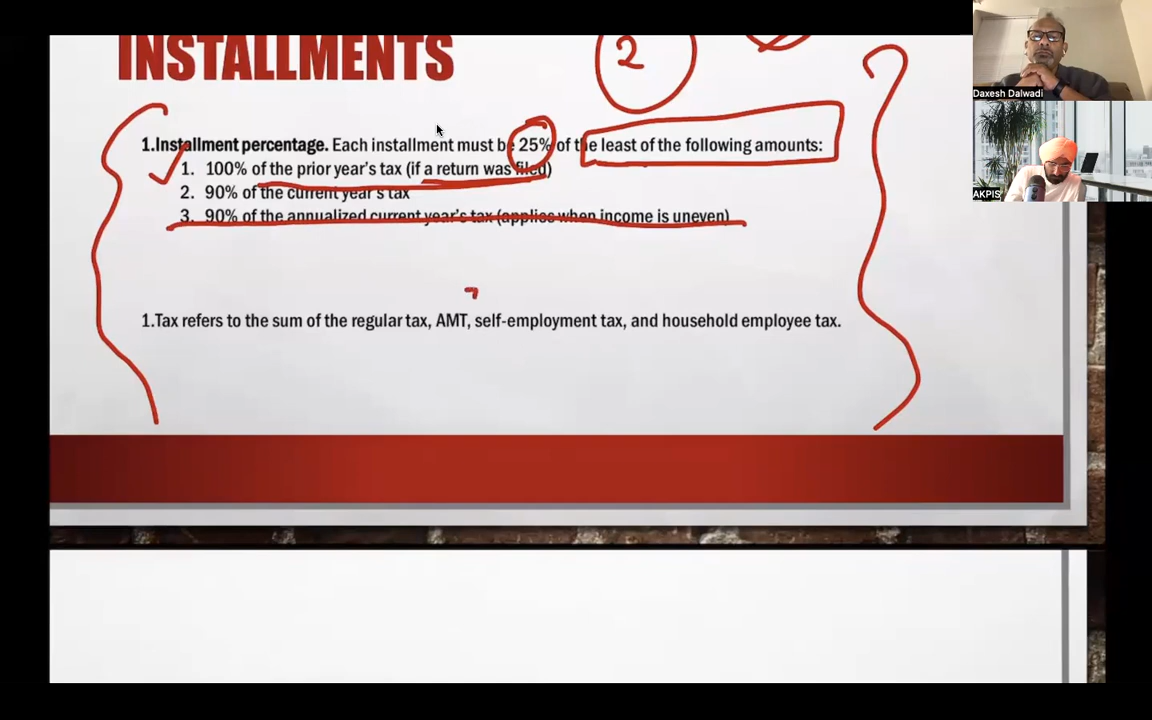 INSTALLMENTS
2
1.Installment percentage. Each installment must be 25% of the least of the following amounts:
1. 100% of the prior year's tax (if a return was filed)
2. 90% of the current year's tax
3. 90% of the annualized current year's tax (applies when income is uneven)
1.Tax refers to the sum of the regular tax, AMT, self-employment tax, and household employee tax.
Daxesh Dalwadi
AKPIS